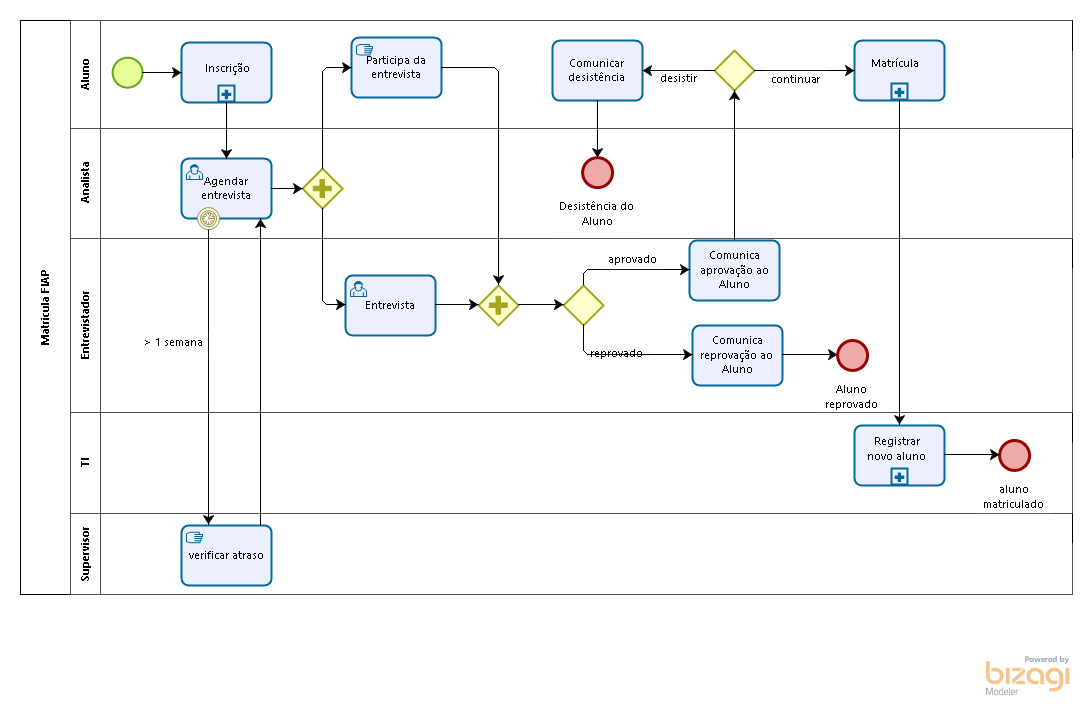 Matrícula FIAP
Aluno
Inscrição
Participa da
entrevista
Comunicar
desistência
desistir
continuar
Matrícula
Analista
Agendar
entrevista
Desistência do
Aluno
Entrevistador
> 1 semana
Entrevista
aprovado
Comunica
aprovação ao
Aluno
reprovado
Comunica
reprovação ao
Aluno
Aluno
reprovado
TI
Registrar
novo aluno
aluno
matriculado
Supervisor
verificar atraso
Powered by
bizagi
Modeler